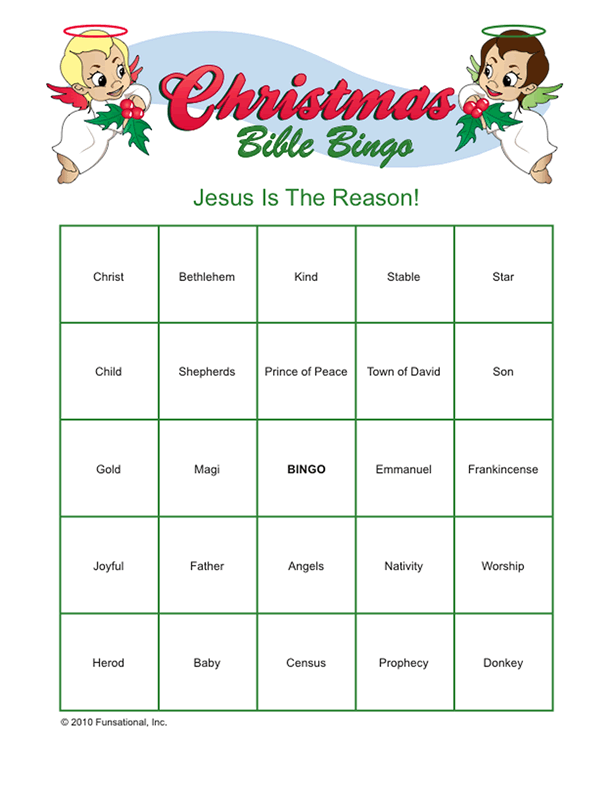 Christmas
Bible Bingo
Jesus Is The Reason!
Christ Bethlehem Kind Stable Star
Child Shepherds Prince of Peace Town of David Son
Gold Magi BINGO Emmanuel Frankincense
Joyful Father Angels Nativity Worship
Herod Baby Census Prophecy Donkey
© 2010 Funsational, Inc.